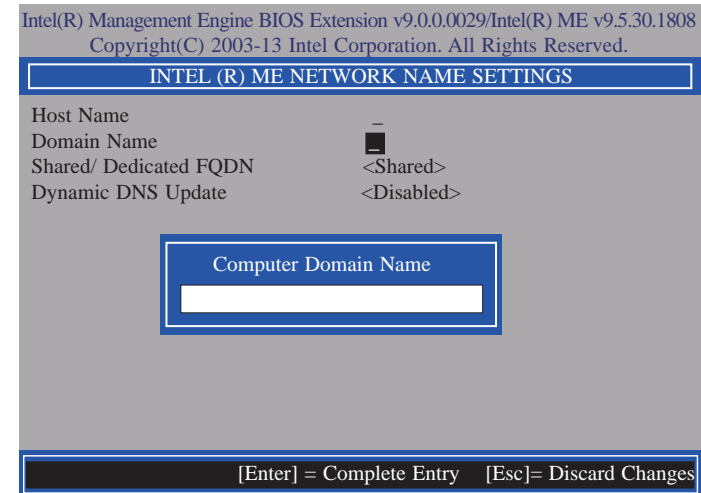 Intel(R) Management Engine BIOS Extension v9.0.0.0029/Intel(R) ME v9.5.30.1808
Copyright(C) 2003-13 Intel Corporation. All Rights Reserved.
INTEL (R) ME NETWORK NAME SETTINGS
Host Name _
Domain Name _
Shared/ Dedicated FQDN <Shared>
Dynamic DNS Update <Disabled>
Computer Domain Name
[Enter] = Complete Entry [Esc]= Discard Changes